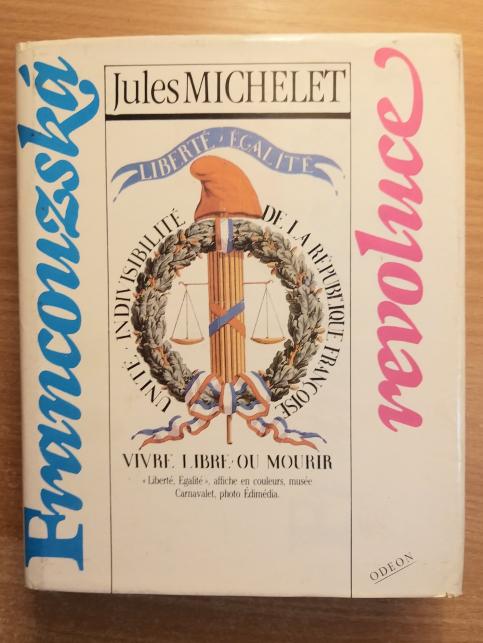 Francouzská
revoluce
Jules MICHELET
LIBERTÉ · ÉGALITÉ
UNITÉ · INDIVISIBILITÉ
DE LA RÉPUBLIQUE FRANÇOISE
VIVRE LIBRE · OU MOURIR
« Liberté, Egalité », affiche en couleurs, musée
Carnavalet, photo Édimédia.
ODEON